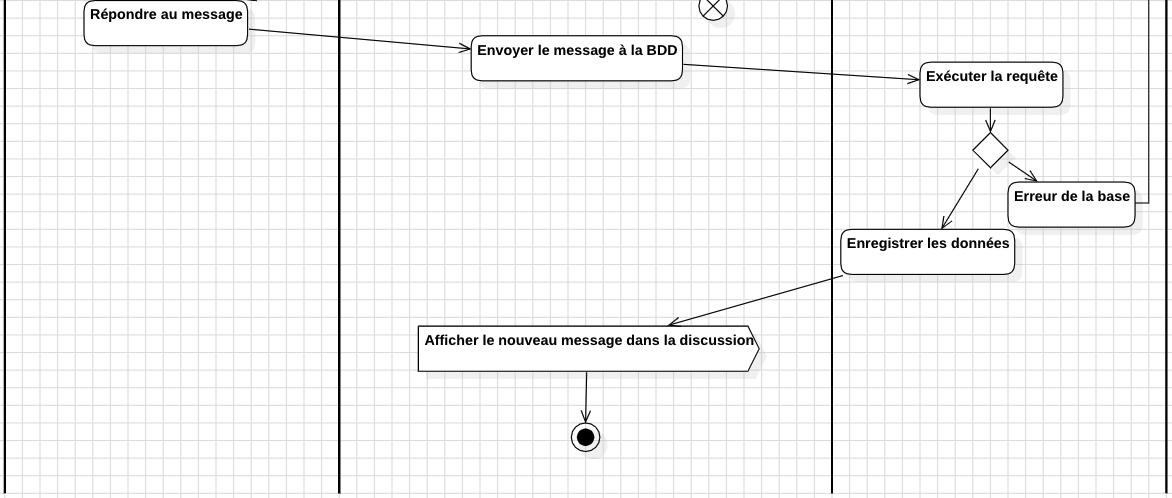 Répondre au message
Envoyer le message à la BDD
Exécuter la requête
Erreur de la base
Enregistrer les données
Afficher le nouveau message dans la discussion